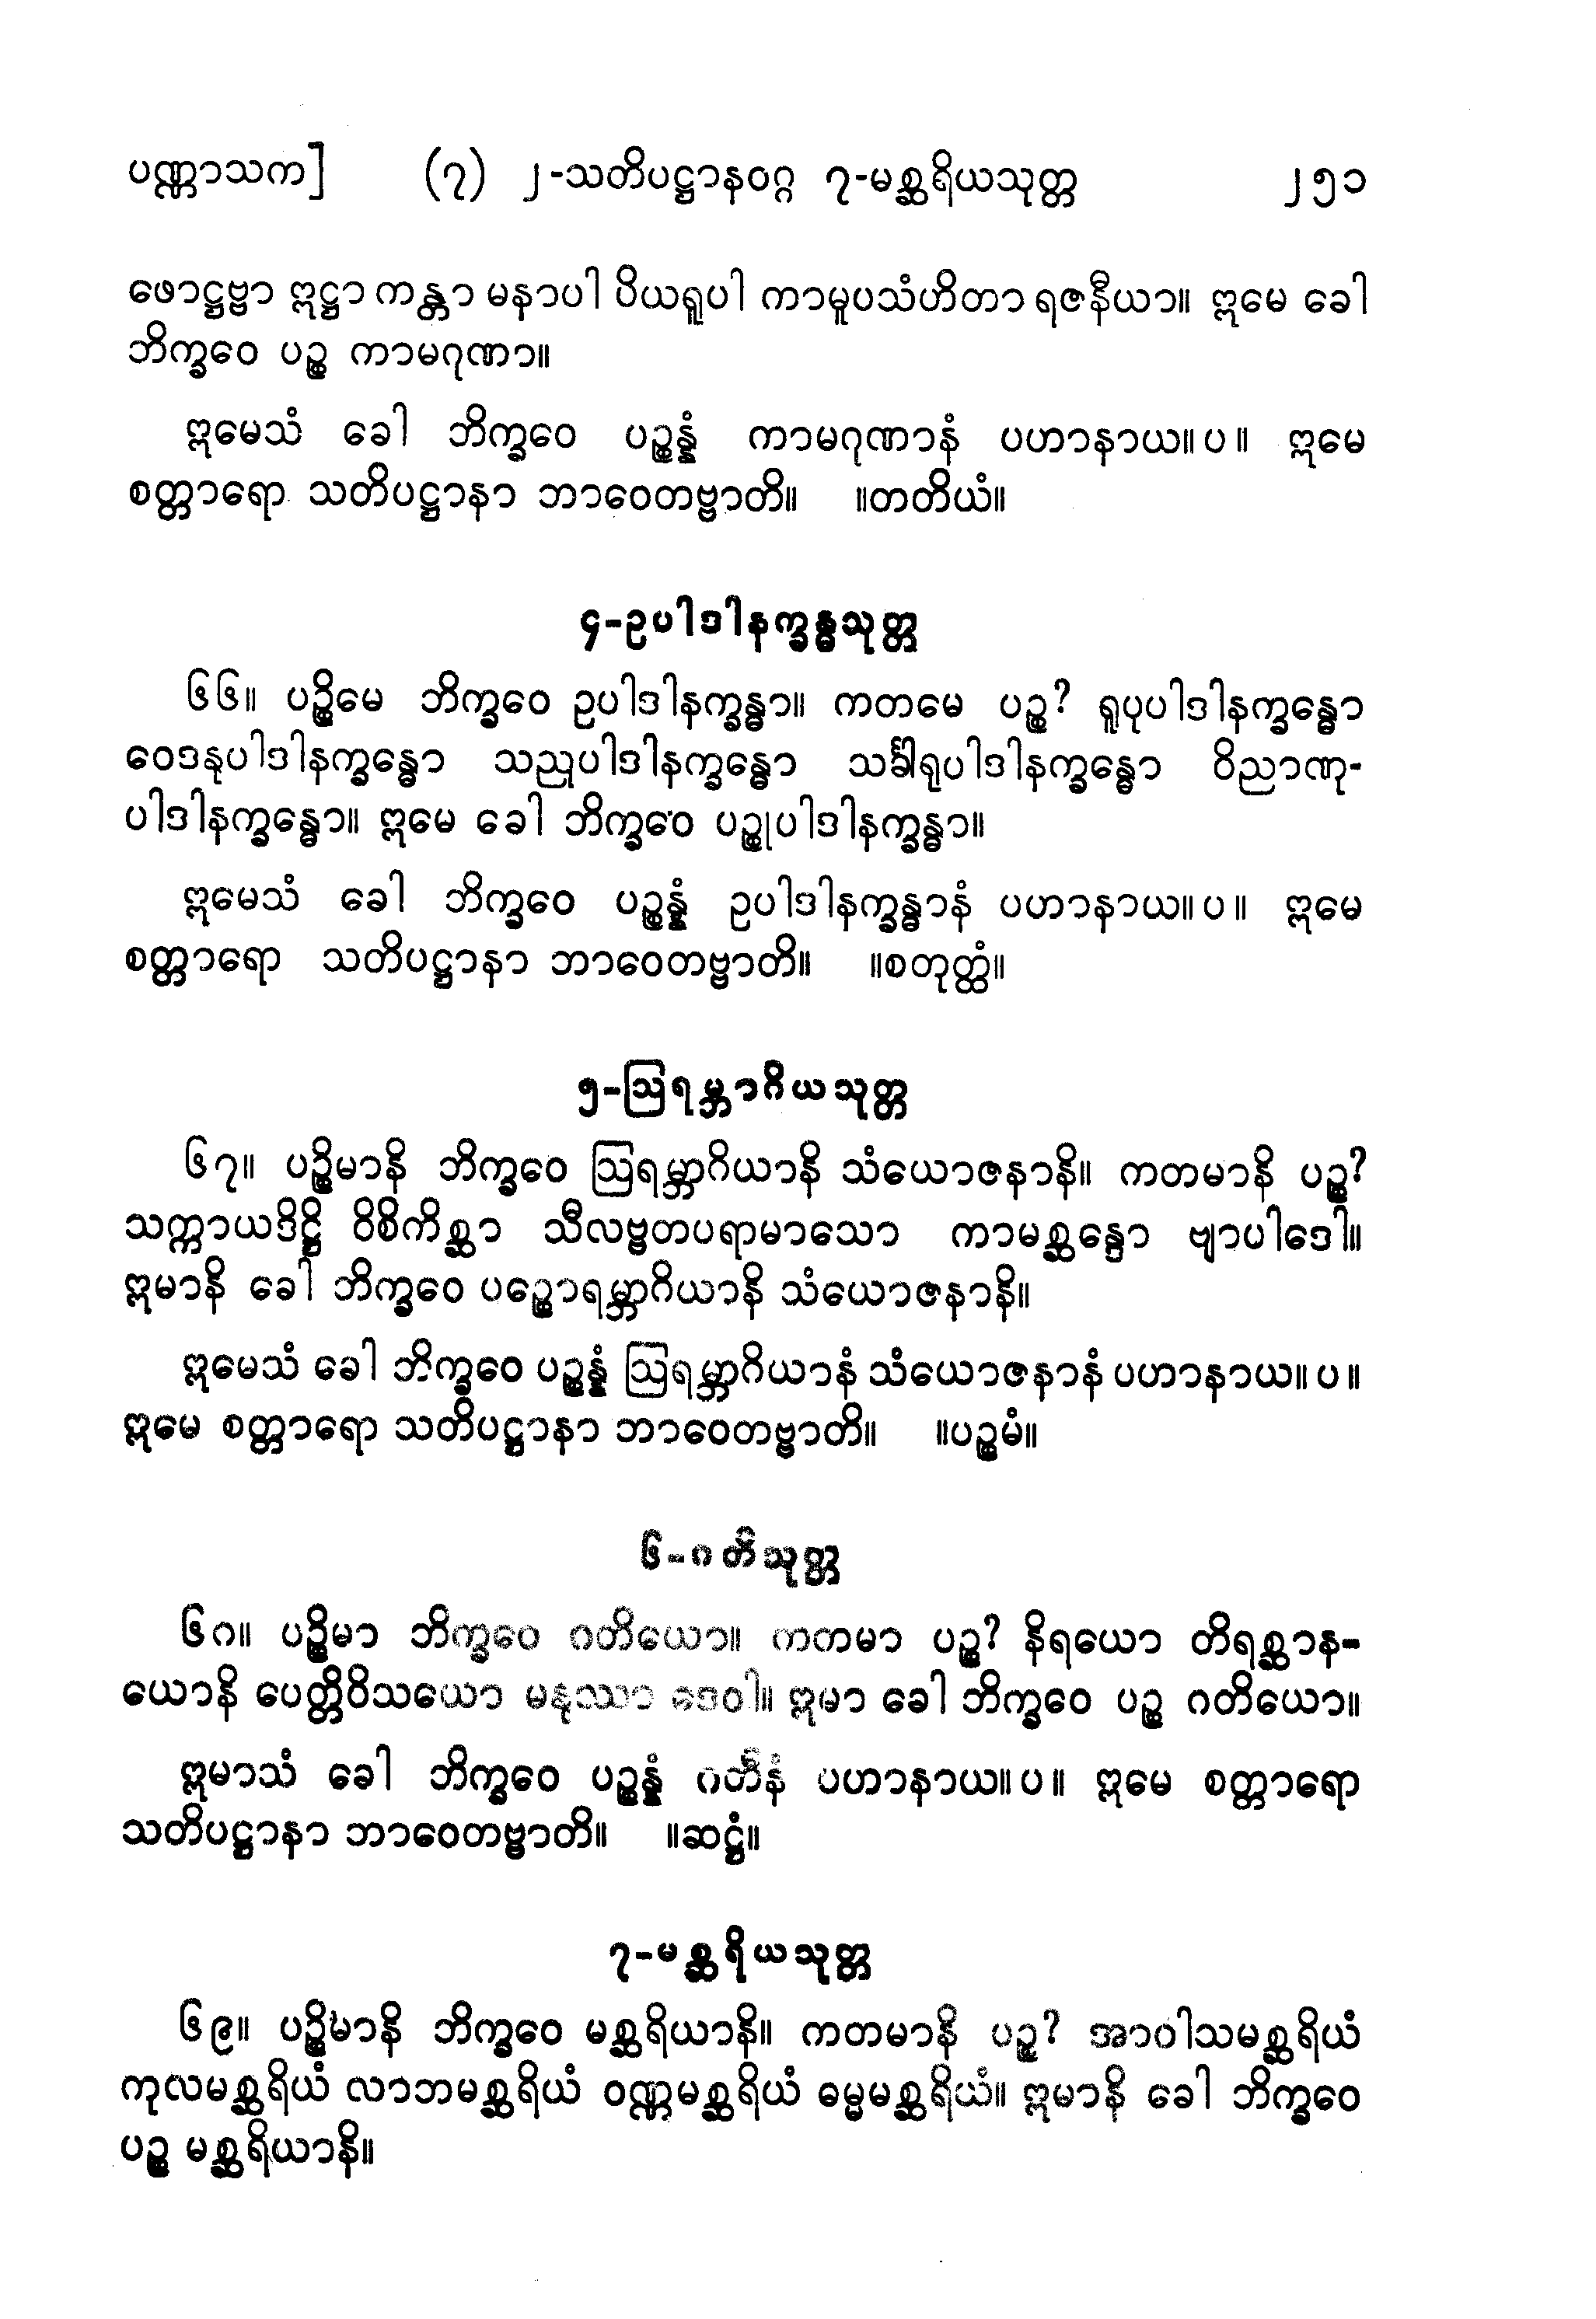 ပဏ္ဏာသက] (၇) ၂-သတိပဋ္ဌာနဝဂ္ဂ ၇-မစ္ဆရိယသုတ္တ ၂၅၁
ဖောဋ္ဌဗ္ဗာ ဣဋ္ဌာ ကန္တာ မနာပါ ပိယရူပါ ကာမူပသံဟိတာ ရဇနီယာ။ ဣမေ ခေါ
ဘိက္ခဝေ ပဉ္စ ကာမဂုဏာ။
ဣမေသံ ခေါ ဘိက္ခဝေ ပဉ္စန္နံ ကာမဂုဏာနံ ပဟာနာယ။ ပ ။ ဣမေ
စတ္တာရော သတိပဋ္ဌာနာ ဘာဝေတဗ္ဗာတိ။ ။တတိယံ။
၄-ဥပါဒါနက္ခန္ဓသုတ္တ
၆၆။ ပဉ္စိမေ ဘိက္ခဝေ ဥပါဒါနက္ခန္ဓာ။ ကတမေ ပဉ္စ? ရူပုပါဒါနက္ခန္ဓော
ဝေဒနုပါဒါနက္ခန္ဓော သညုပါဒါနက္ခန္ဓော သင်္ခါရုပါဒါနက္ခန္ဓော ဝိညာဏု-
ပါဒါနက္ခန္ဓော။ ဣမေ ခေါ ဘိက္ခဝေ ပဉ္စုပါဒါနက္ခန္ဓာ။
ဣမေသံ ခေါ ဘိက္ခဝေ ပဉ္စန္နံ ဥပါဒါနက္ခန္ဓာနံ ပဟာနာယ။ ပ ။ ဣမေ
စတ္တာရော သတိပဋ္ဌာနာ ဘာဝေတဗ္ဗာတိ။ ။စတုတ္ထံ။
၅-ဩရမ္ဘာဂိယသုတ္တ
၆၇။ ပဉ္စိမာနိ ဘိက္ခဝေ ဩရမ္ဘာဂိယာနိ သံယောဇနာနိ။ ကတမာနိ ပဉ္စ?
သက္ကာယဒိဋ္ဌိ ဝိစိကိစ္ဆာ သီလဗ္ဗတပရာမာသော ကာမစ္ဆန္ဒော ဗျာပါဒေါ။
ဣမာနိ ခေါ ဘိက္ခဝေ ပဉ္စောရမ္ဘာဂိယာနိ သံယောဇနာနိ။
ဣမေသံ ခေါ ဘိက္ခဝေ ပဉ္စန္နံ ဩရမ္ဘာဂိယာနံ သံယောဇနာနံ ပဟာနာယ။ ပ ။
ဣမေ စတ္တာရော သတိပဋ္ဌာနာ ဘာဝေတဗ္ဗာတိ။ ။ပဉ္စမံ။
၆-ဂတိသုတ္တ
၆၈။ ပဉ္စိမာ ဘိက္ခဝေ ဂတိယော။ ကတမာ ပဉ္စ? နိရယော တိရစ္ဆာန-
ယောနိ ပေတ္တိဝိသယော မနုဿာ ဒေဝါ။ ဣမာ ခေါ ဘိက္ခဝေ ပဉ္စ ဂတိယော။
ဣမာသံ ခေါ ဘိက္ခဝေ ပဉ္စန္နံ ဂတီနံ ပဟာနာယ။ ပ ။ ဣမေ စတ္တာရော
သတိပဋ္ဌာနာ ဘာဝေတဗ္ဗာတိ။ ။ဆဋ္ဌံ။
၇-မစ္ဆရိယသုတ္တ
၆၉။ ပဉ္စိမာနိ ဘိက္ခဝေ မစ္ဆရိယာနိ။ ကတမာနိ ပဉ္စ? အာဝါသမစ္ဆရိယံ
ကုလမစ္ဆရိယံ လာဘမစ္ဆရိယံ ဝဏ္ဏမစ္ဆရိယံ ဓမ္မမစ္ဆရိယံ။ ဣမာနိ ခေါ ဘိက္ခဝေ
ပဉ္စ မစ္ဆရိယာနိ။